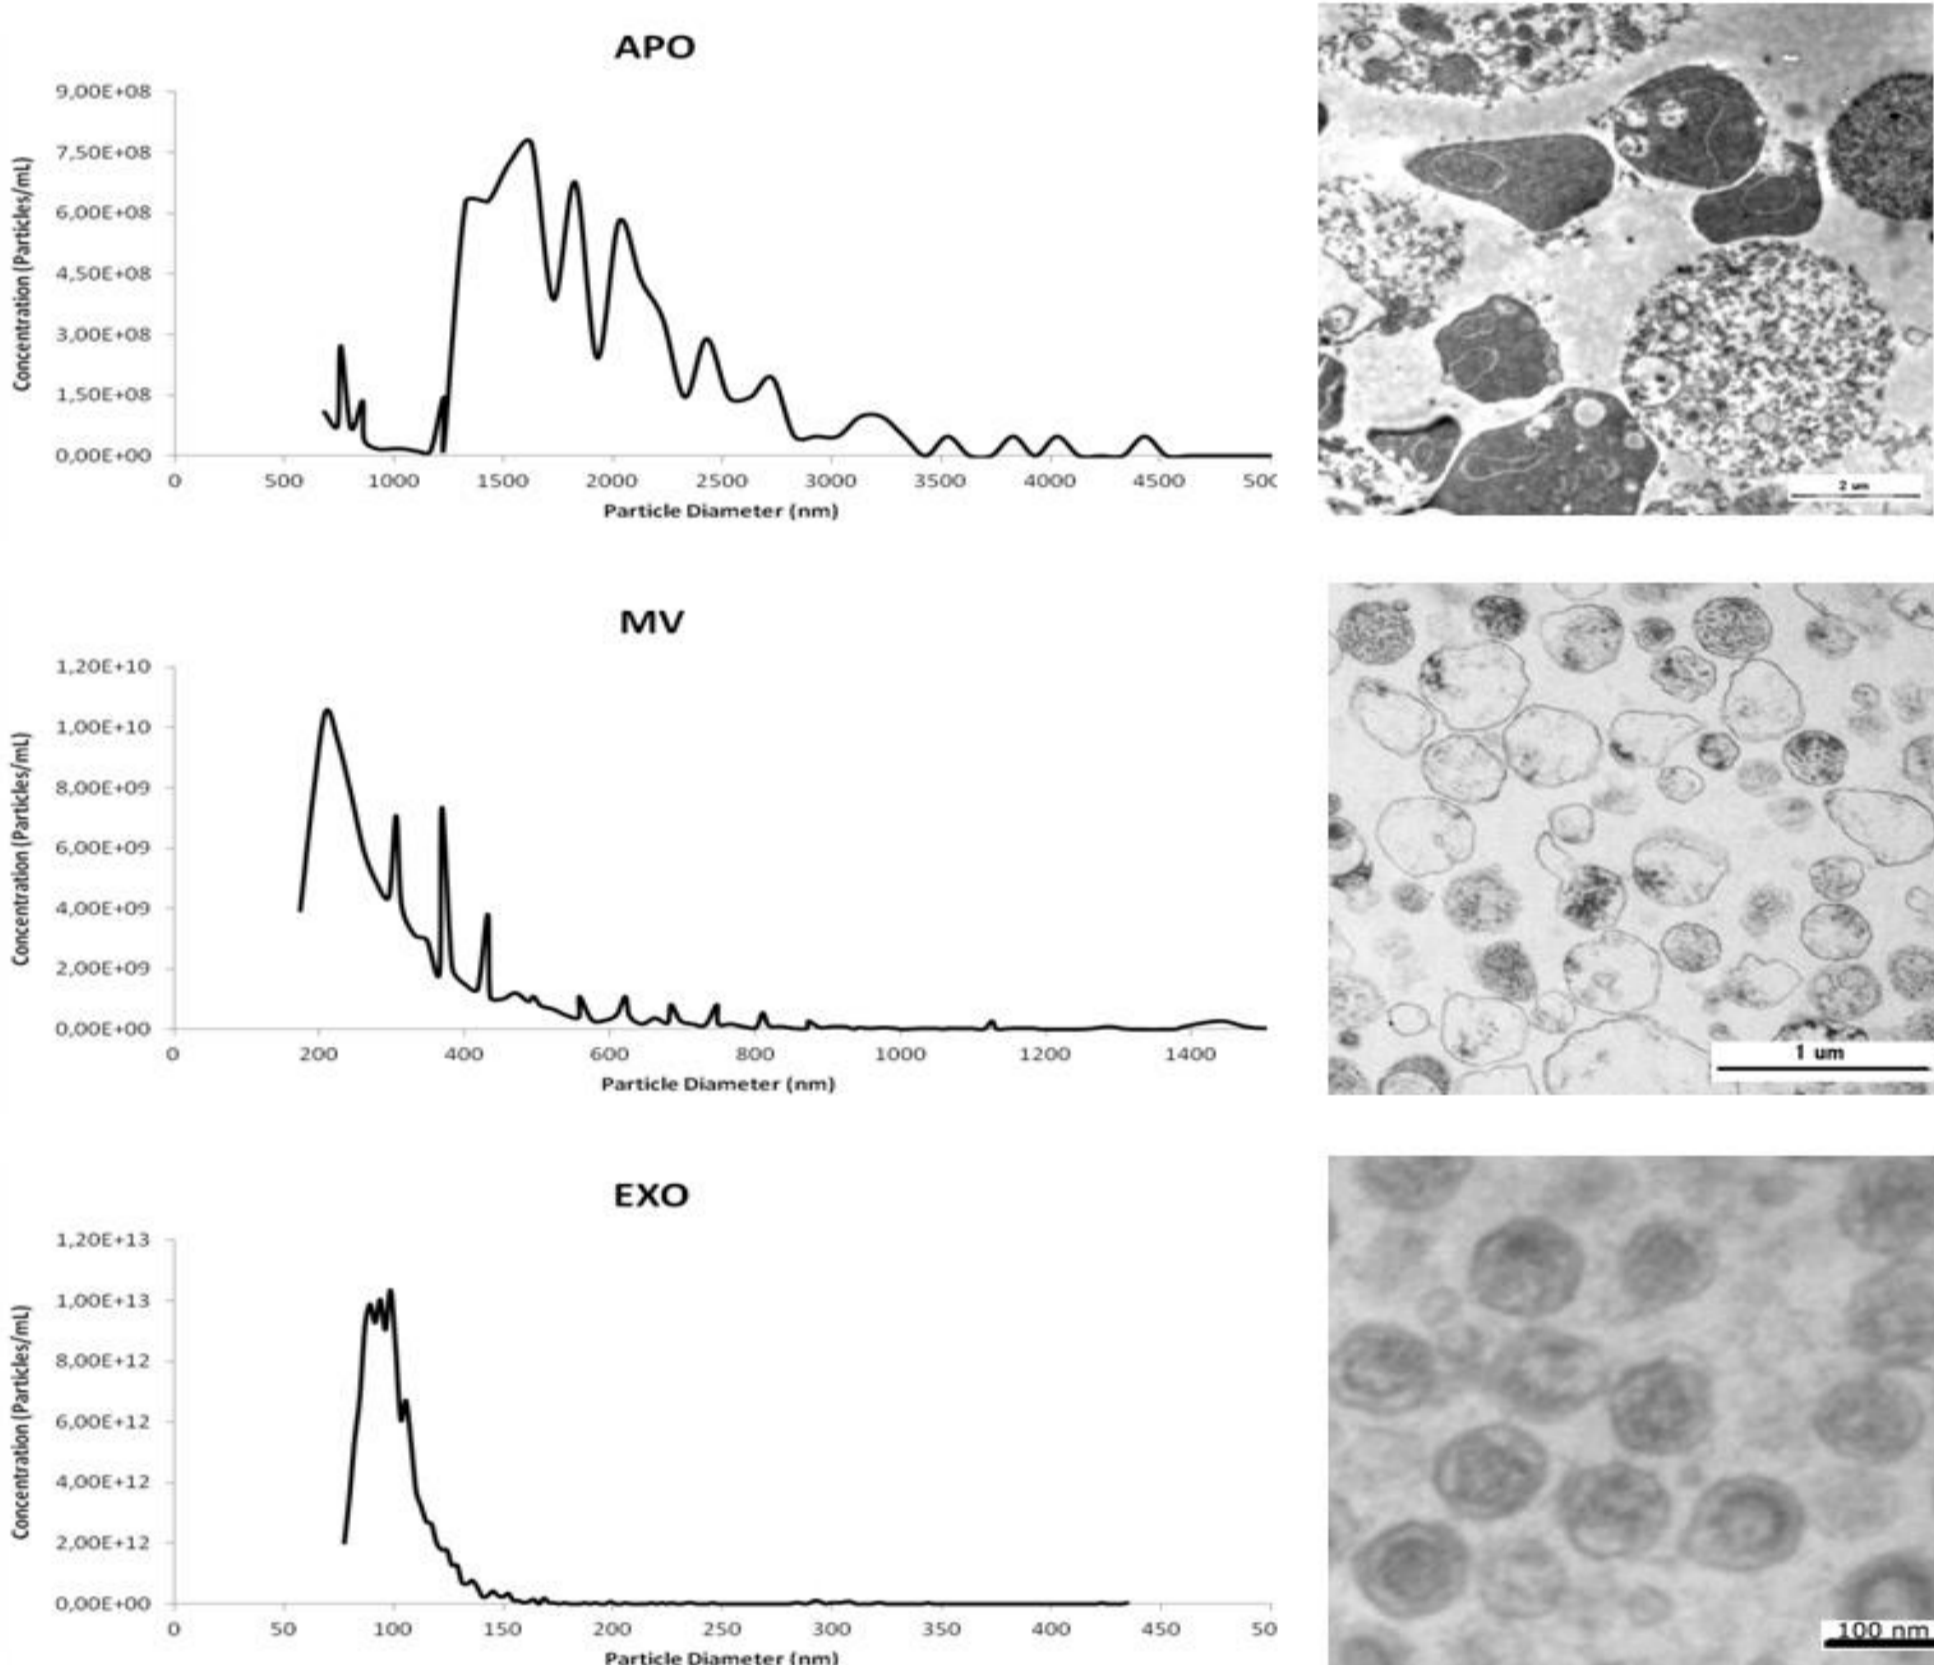 APO
9,00E+08
7,50E+08
6,00E+08
4,50E+08
3,00E+08
1,50E+08
0,00E+00
Concentration (Particles/mL)
0 500 1000 1500 2000 2500 3000 3500 4000 4500 500
Particle Diameter (nm)
2 um
MV
1,20E+10
1,00E+10
8,00E+09
6,00E+09
4,00E+09
2,00E+09
0,00E+00
Concentration (Particles/mL)
0 200 400 600 800 1000 1200 1400
Particle Diameter (nm)
1 um
EXO
1,20E+13
1,00E+13
8,00E+12
6,00E+12
4,00E+12
2,00E+12
0,00E+00
Concentration (Particles/mL)
0 50 100 150 200 250 300 350 400 450 50
Particle Diameter (nm)
100 nm